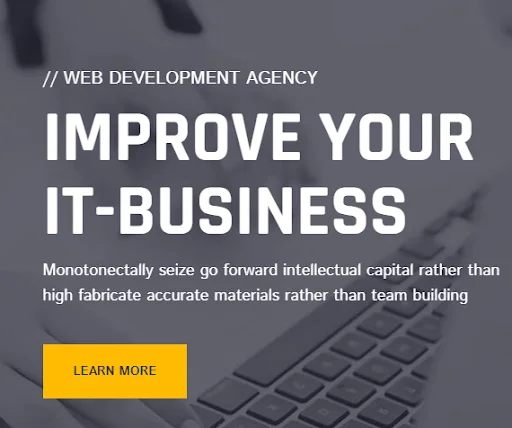 // WEB DEVELOPMENT AGENCY
IMPROVE YOUR
IT-BUSINESS
Monotonectally seize go forward intellectual capital rather than
high fabricate accurate materials rather than team building
LEARN MORE